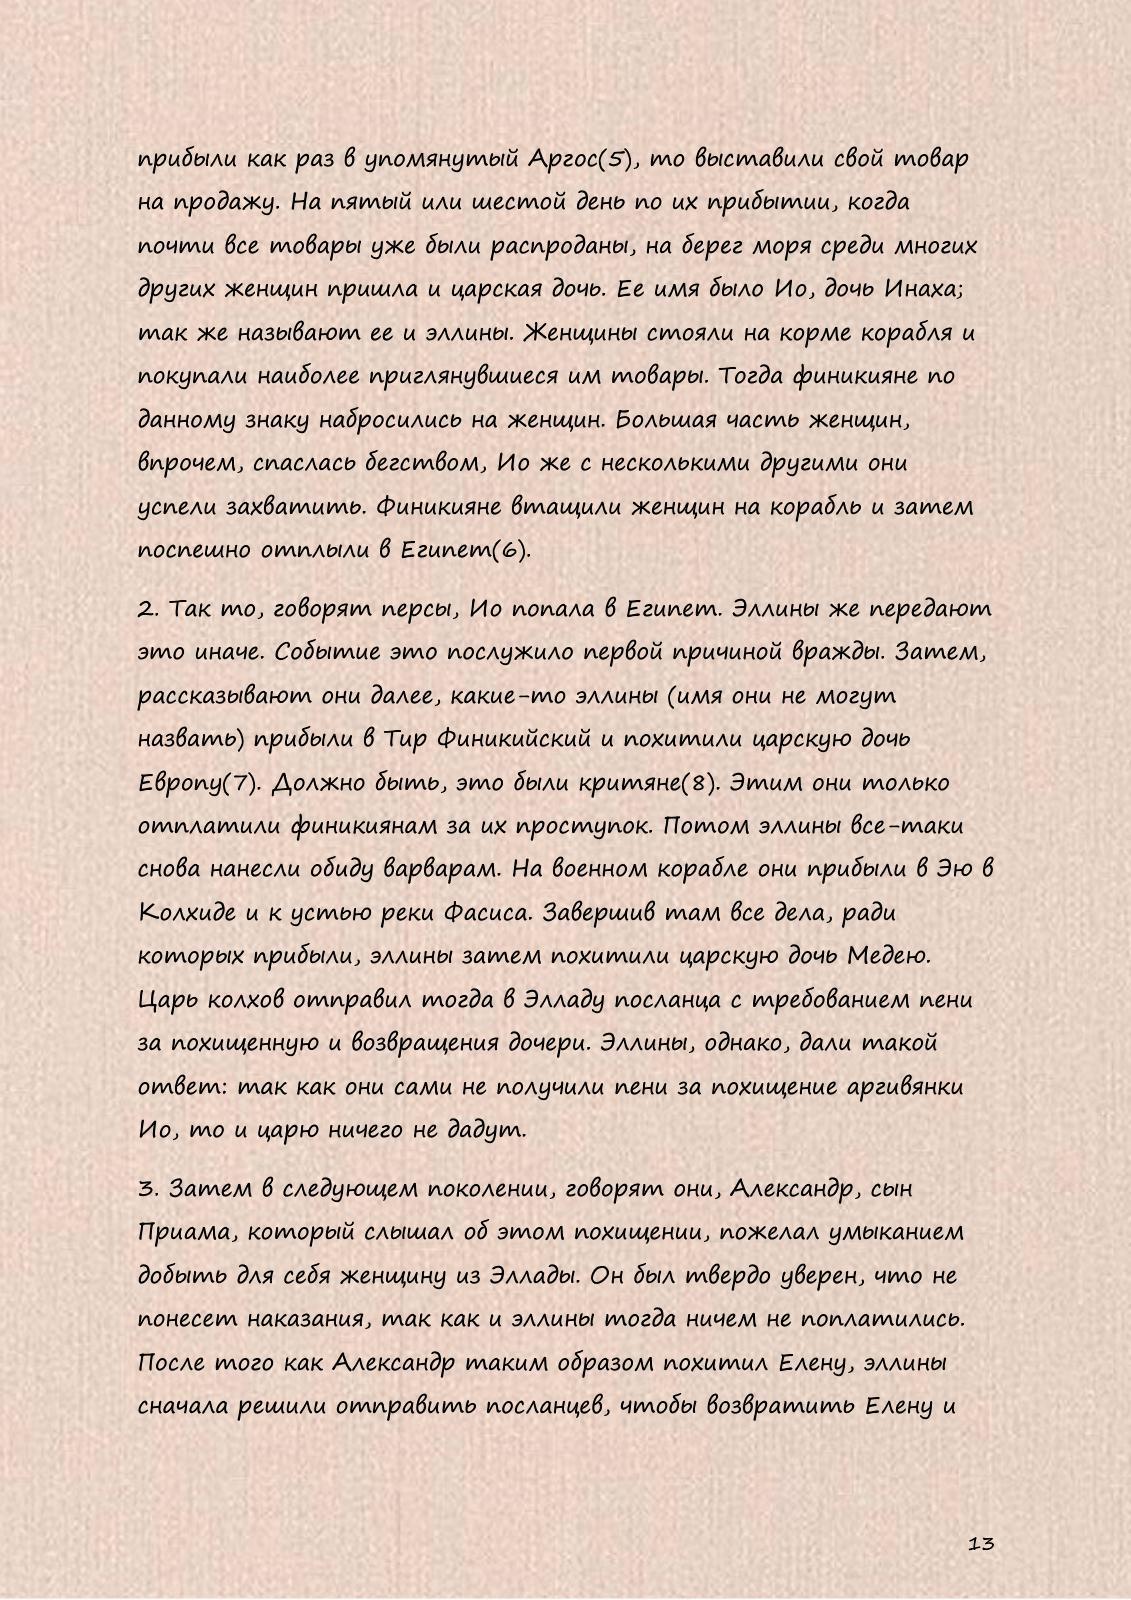 прибыли как раз в упомянутый Аргос(5), то выставили свой товар
на продажу. На пятый или шестой день по их прибытии, когда
почти все товары уже были распроданы, на берег моря среди многих
других женщин пришла и царская дочь. Ее имя было Ио, дочь Инаха;
так же называют ее и эллины. Женщины стояли на корме корабля и
покупали наиболее приглянувшиеся им товары. Тогда финикияне по
данному знаку набросились на женщин. Большая часть женщин,
впрочем, спаслась бегством, Ио же с несколькими другими они
успели захватить. Финикияне втащили женщин на корабль и затем
поспешно отплыли в Египет(6).
2. Так то, говорят персы, Ио попала в Египет. Эллины же передают
это иначе. Событие это послужило первой причиной вражды. Затем,
рассказывают они далее, какие-то эллины (имя они не могут
назвать) прибыли в Тир Финикийский и похитили царскую дочь
Европу(7). Должно быть, это были критяне(8). Этим они только
отплатили финикиянам за их проступок. Потом эллины все-таки
снова нанесли обиду варварам. На военном корабле они прибыли в Эю в
Колхиде и к устью реки Фасиса. Завершив там все дела, ради
которых прибыли, эллины затем похитили царскую дочь Медею.
Царь колхов отправил тогда в Элладу посланца с требованием пени
за похищенную и возвращения дочери. Эллины, однако, дали такой
ответ: так как они сами не получили пени за похищение аргивянки
Ио, то и царю ничего не дадут.
3. Затем в следующем поколении, говорят они, Александр, сын
Приама, который слышал об этом похищении, пожелал умыканием
добыть для себя женщину из Эллады. Он был твердо уверен, что не
понесет наказания, так как и эллины тогда ничем не поплатились.
После того как Александр таким образом похитил Елену, эллины
сначала решили отправить посланцев, чтобы возвратить Елену и
13